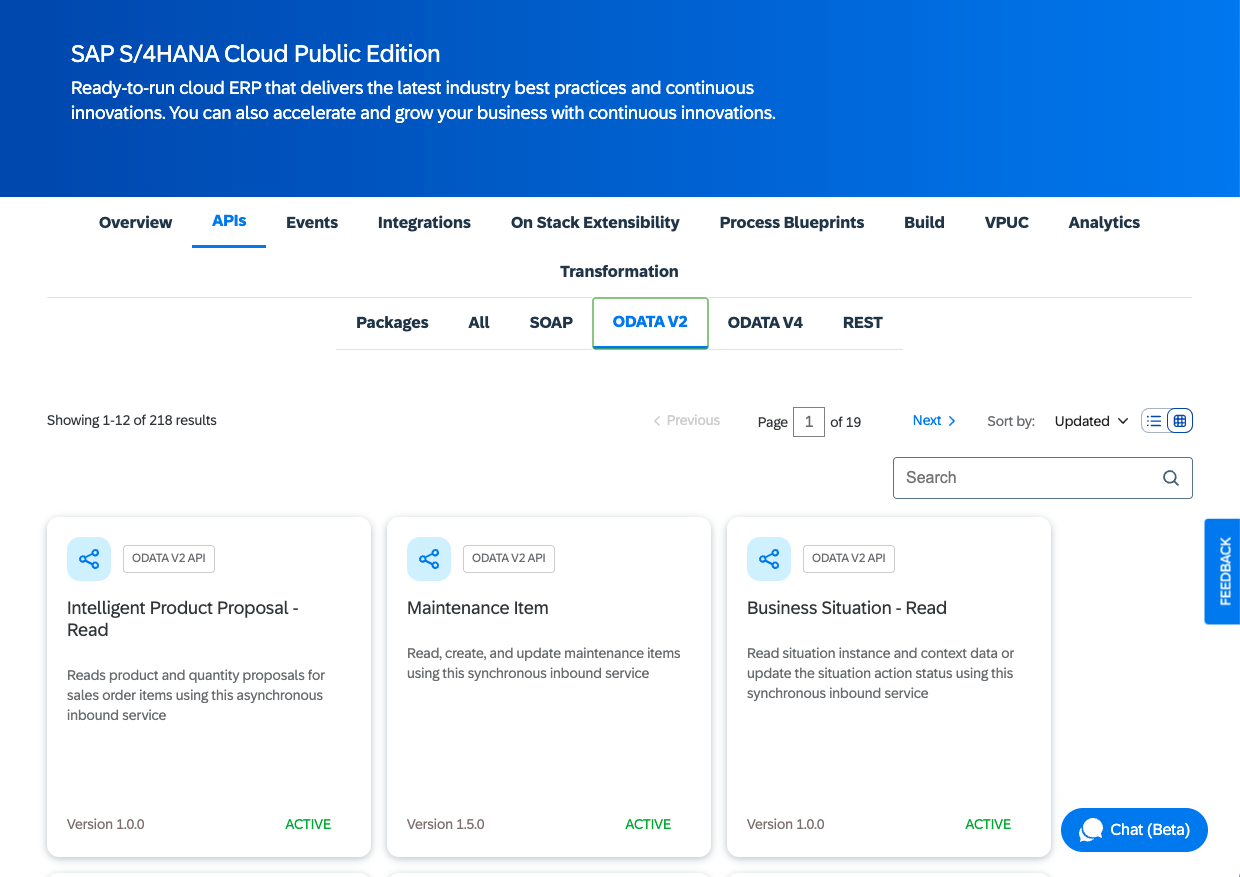 SAP S/4HANA Cloud Public Edition
Ready-to-run cloud ERP that delivers the latest industry best practices and continuous
innovations. You can also accelerate and grow your business with continuous innovations.
Overview APIs Events Integrations On Stack Extensibility Process Blueprints Build VPUC Analytics
Transformation
Packages All SOAP ODATA V2 ODATA V4 REST
Showing 1-12 of 218 results Previous Page 1 of 19 Next Sort by: Updated
Search
ODATA V2 API
Intelligent Product Proposal -
Read
Reads product and quantity proposals for
sales order items using this asynchronous
inbound service
Version 1.0.0 ACTIVE
ODATA V2 API
Maintenance Item
Read, create, and update maintenance items
using this synchronous inbound service
Version 1.5.0 ACTIVE
ODATA V2 API
Business Situation - Read
Read situation instance and context data or
update the situation action status using this
synchronous inbound service
Version 1.0.0 ACTIVE
FEEDBACK
Chat (Beta)